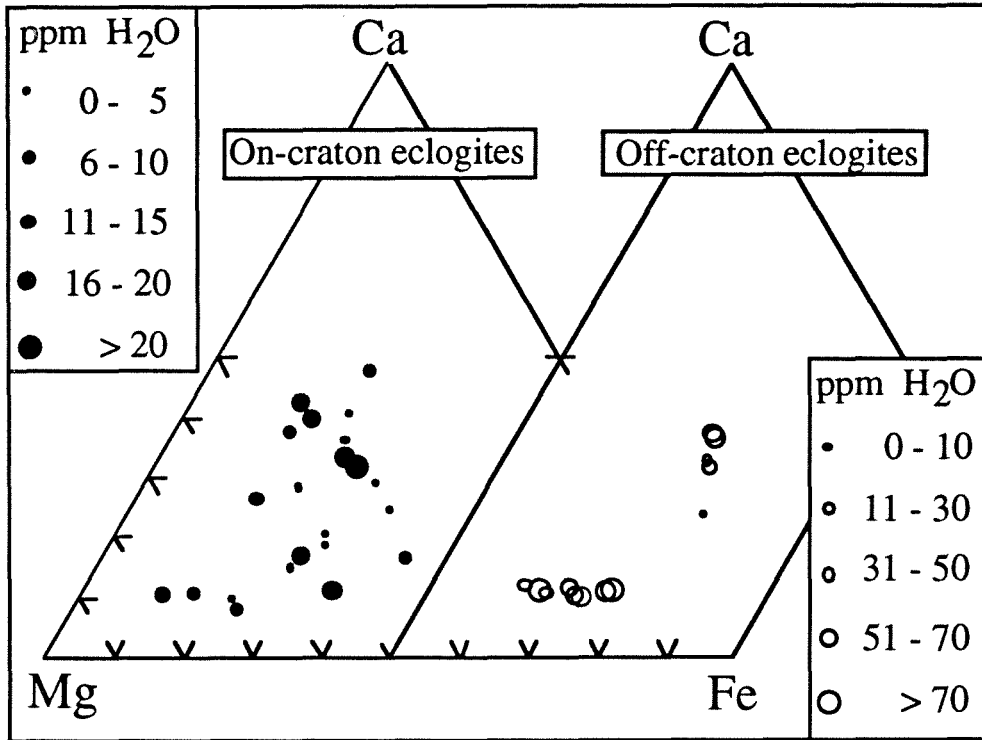 ppm H₂O
0 - 5
6 - 10
11 - 15
16 - 20
> 20
Ca
Ca
On-craton eclogites
Off-craton eclogites
ppm H₂O
0 - 10
11 - 30
31 - 50
51 - 70
> 70
Mg
Fe